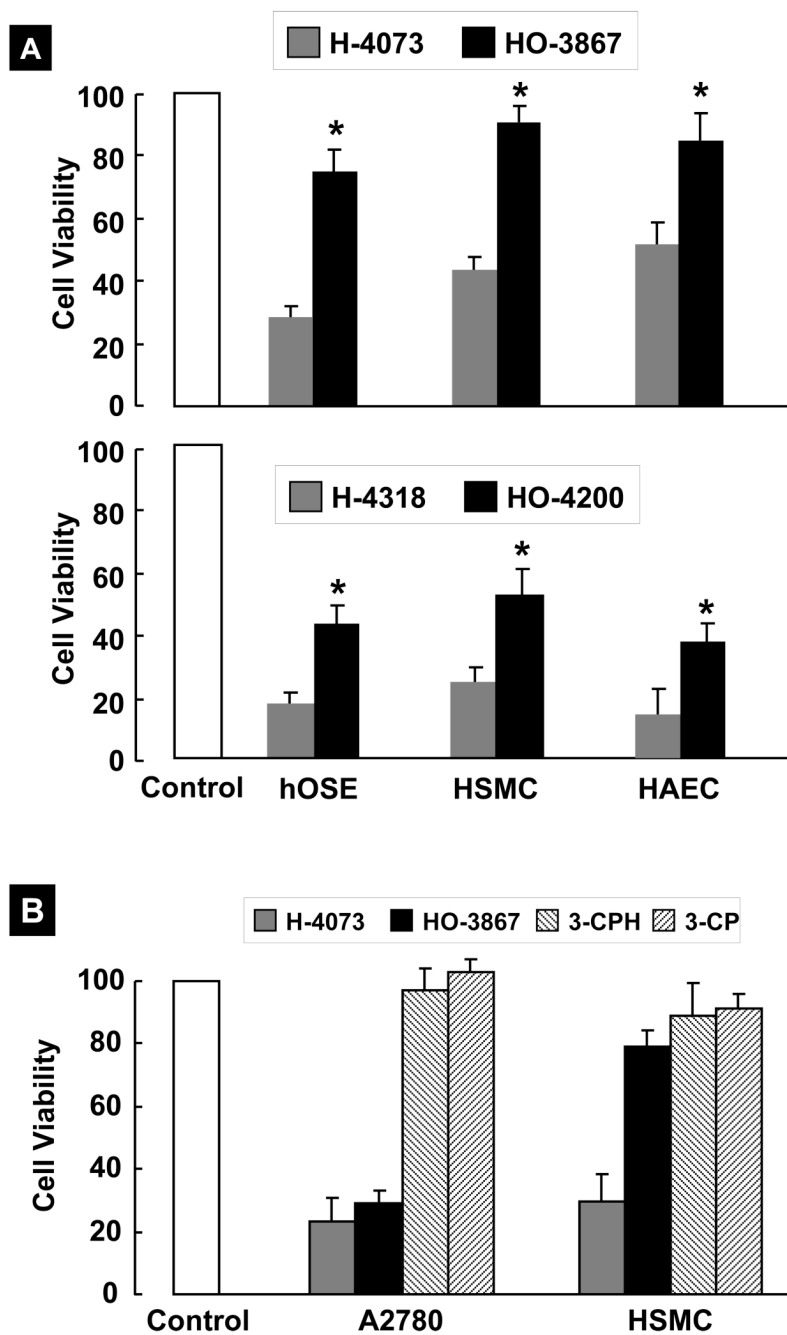 A
H-4073 HO-3867
* * *
100
80
60
40
20
0
Cell Viability
H-4318 HO-4200
* * *
100
80
60
40
20
0
Cell Viability
Control hOSE HSMC HAEC
B
H-4073 HO-3867 3-CPH 3-CP
100
80
60
40
20
0
Cell Viability
Control A2780 HSMC